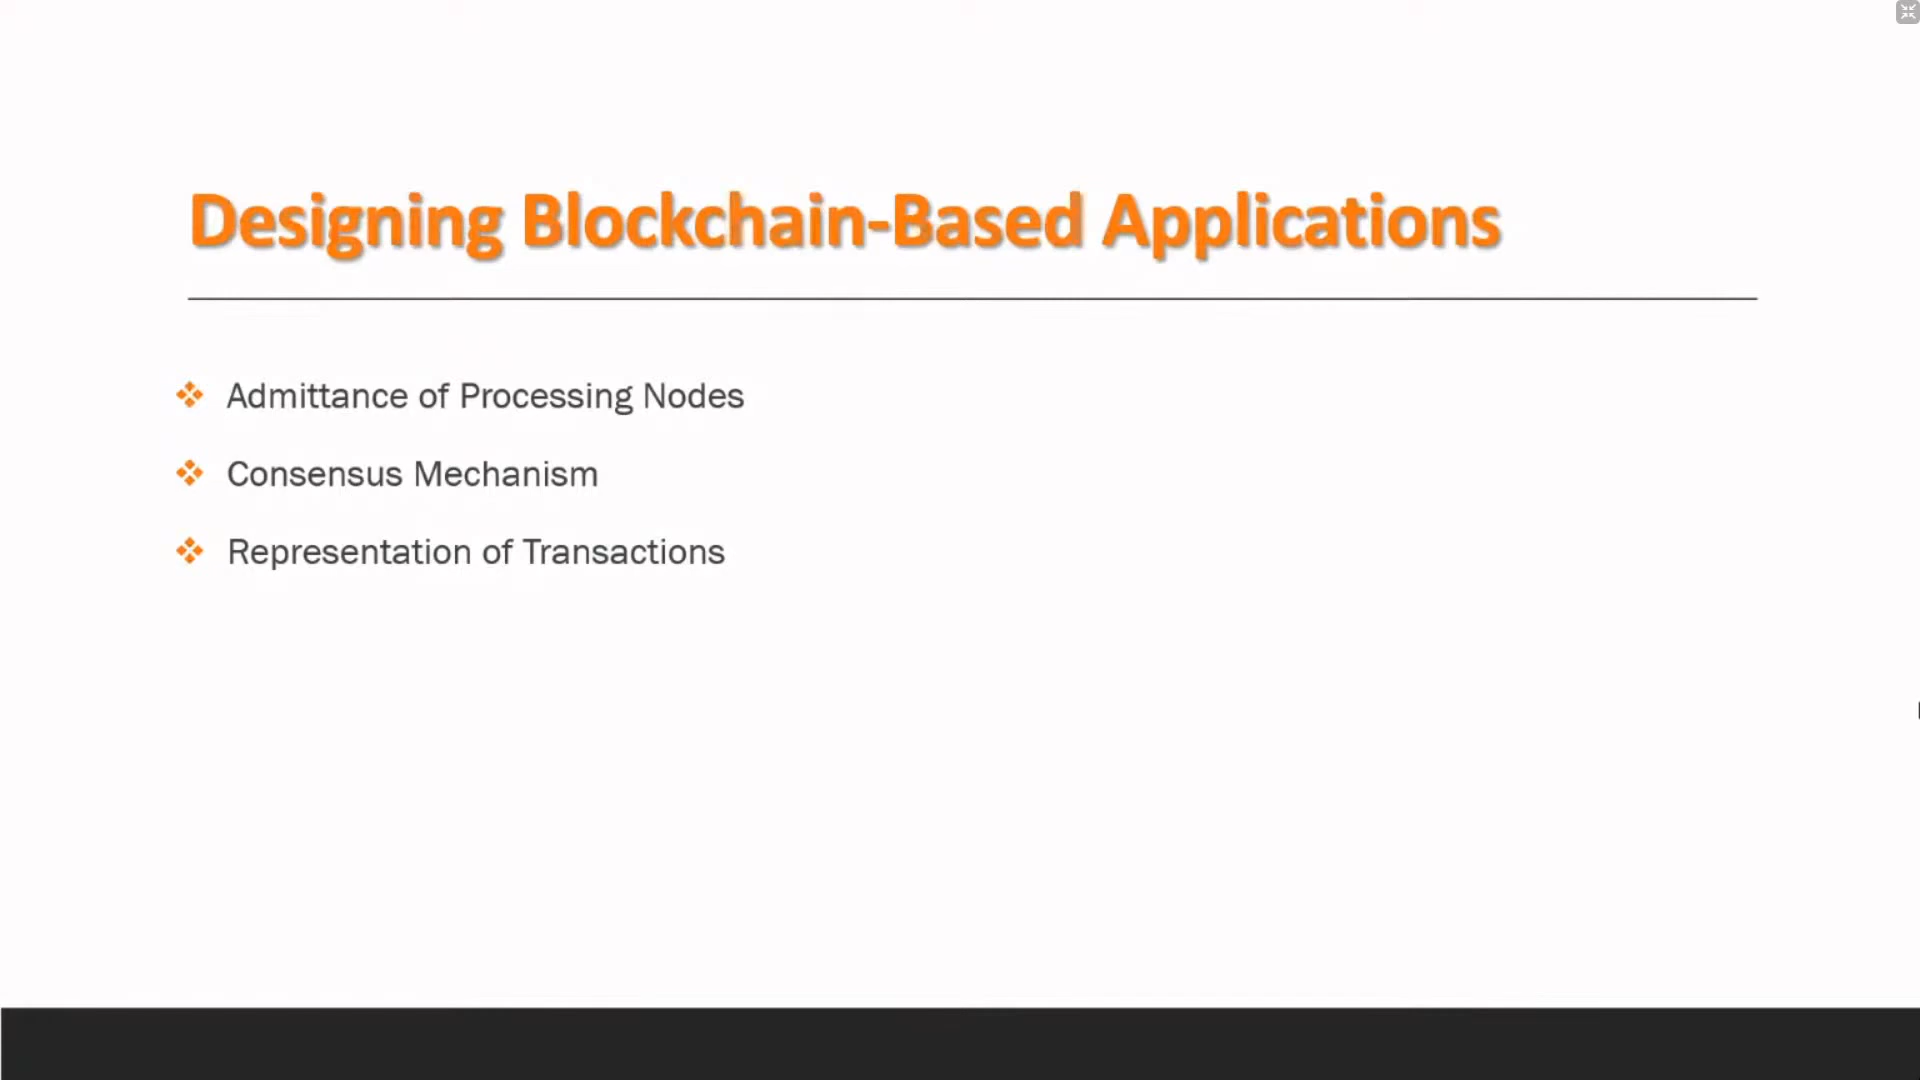 Designing Blockchain-Based Applications
Admittance of Processing Nodes
Consensus Mechanism
Representation of Transactions